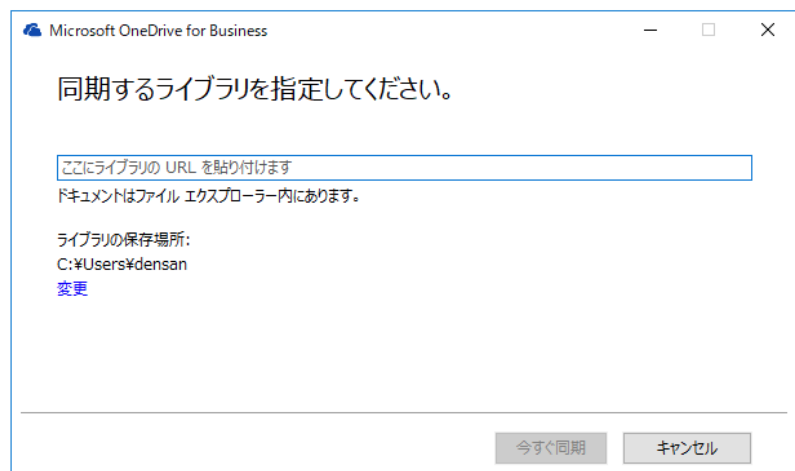 Microsoft OneDrive for Business
同期するライブラリを指定してください。
ここにライブラリの URL を貼り付けます
ドキュメントはファイル エクスプローラー内にあります。
ライブラリの保存場所:
C:¥Users¥densan
変更
今すぐ同期
キャンセル